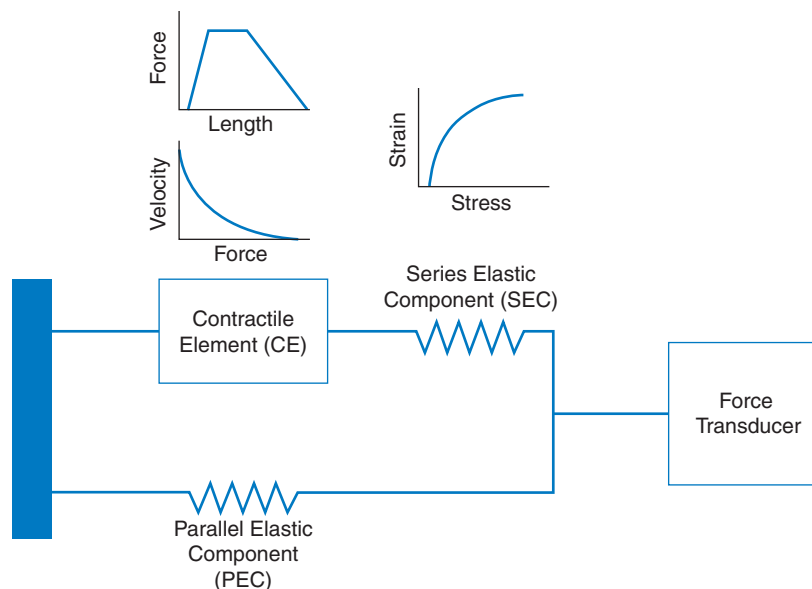 Force
Length
Velocity
Force
Strain
Stress
Series Elastic
Component (SEC)
Contractile
Element (CE)
Force
Transducer
Parallel Elastic
Component
(PEC)